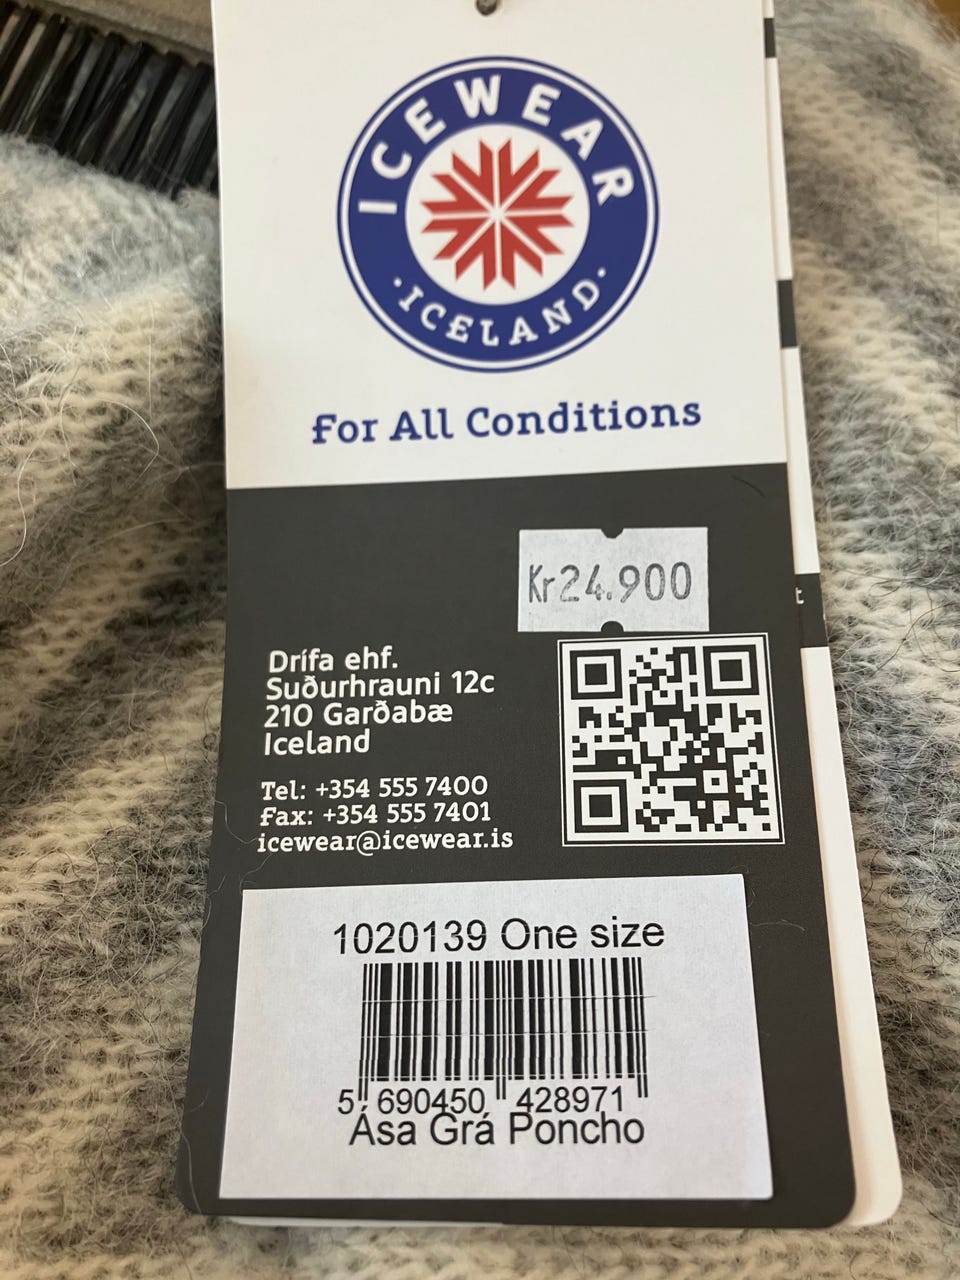 ICEWEAR
· ICELAND ·
For All Conditions
Kr24.900
Drífa ehf.
Suðurhrauni 12c
210 Garðabæ
Iceland
Tel: +354 555 7400
Fax: +354 555 7401
icewear@icewear.is
1020139 One size
5 690450 428971
Ása Grá Poncho
t